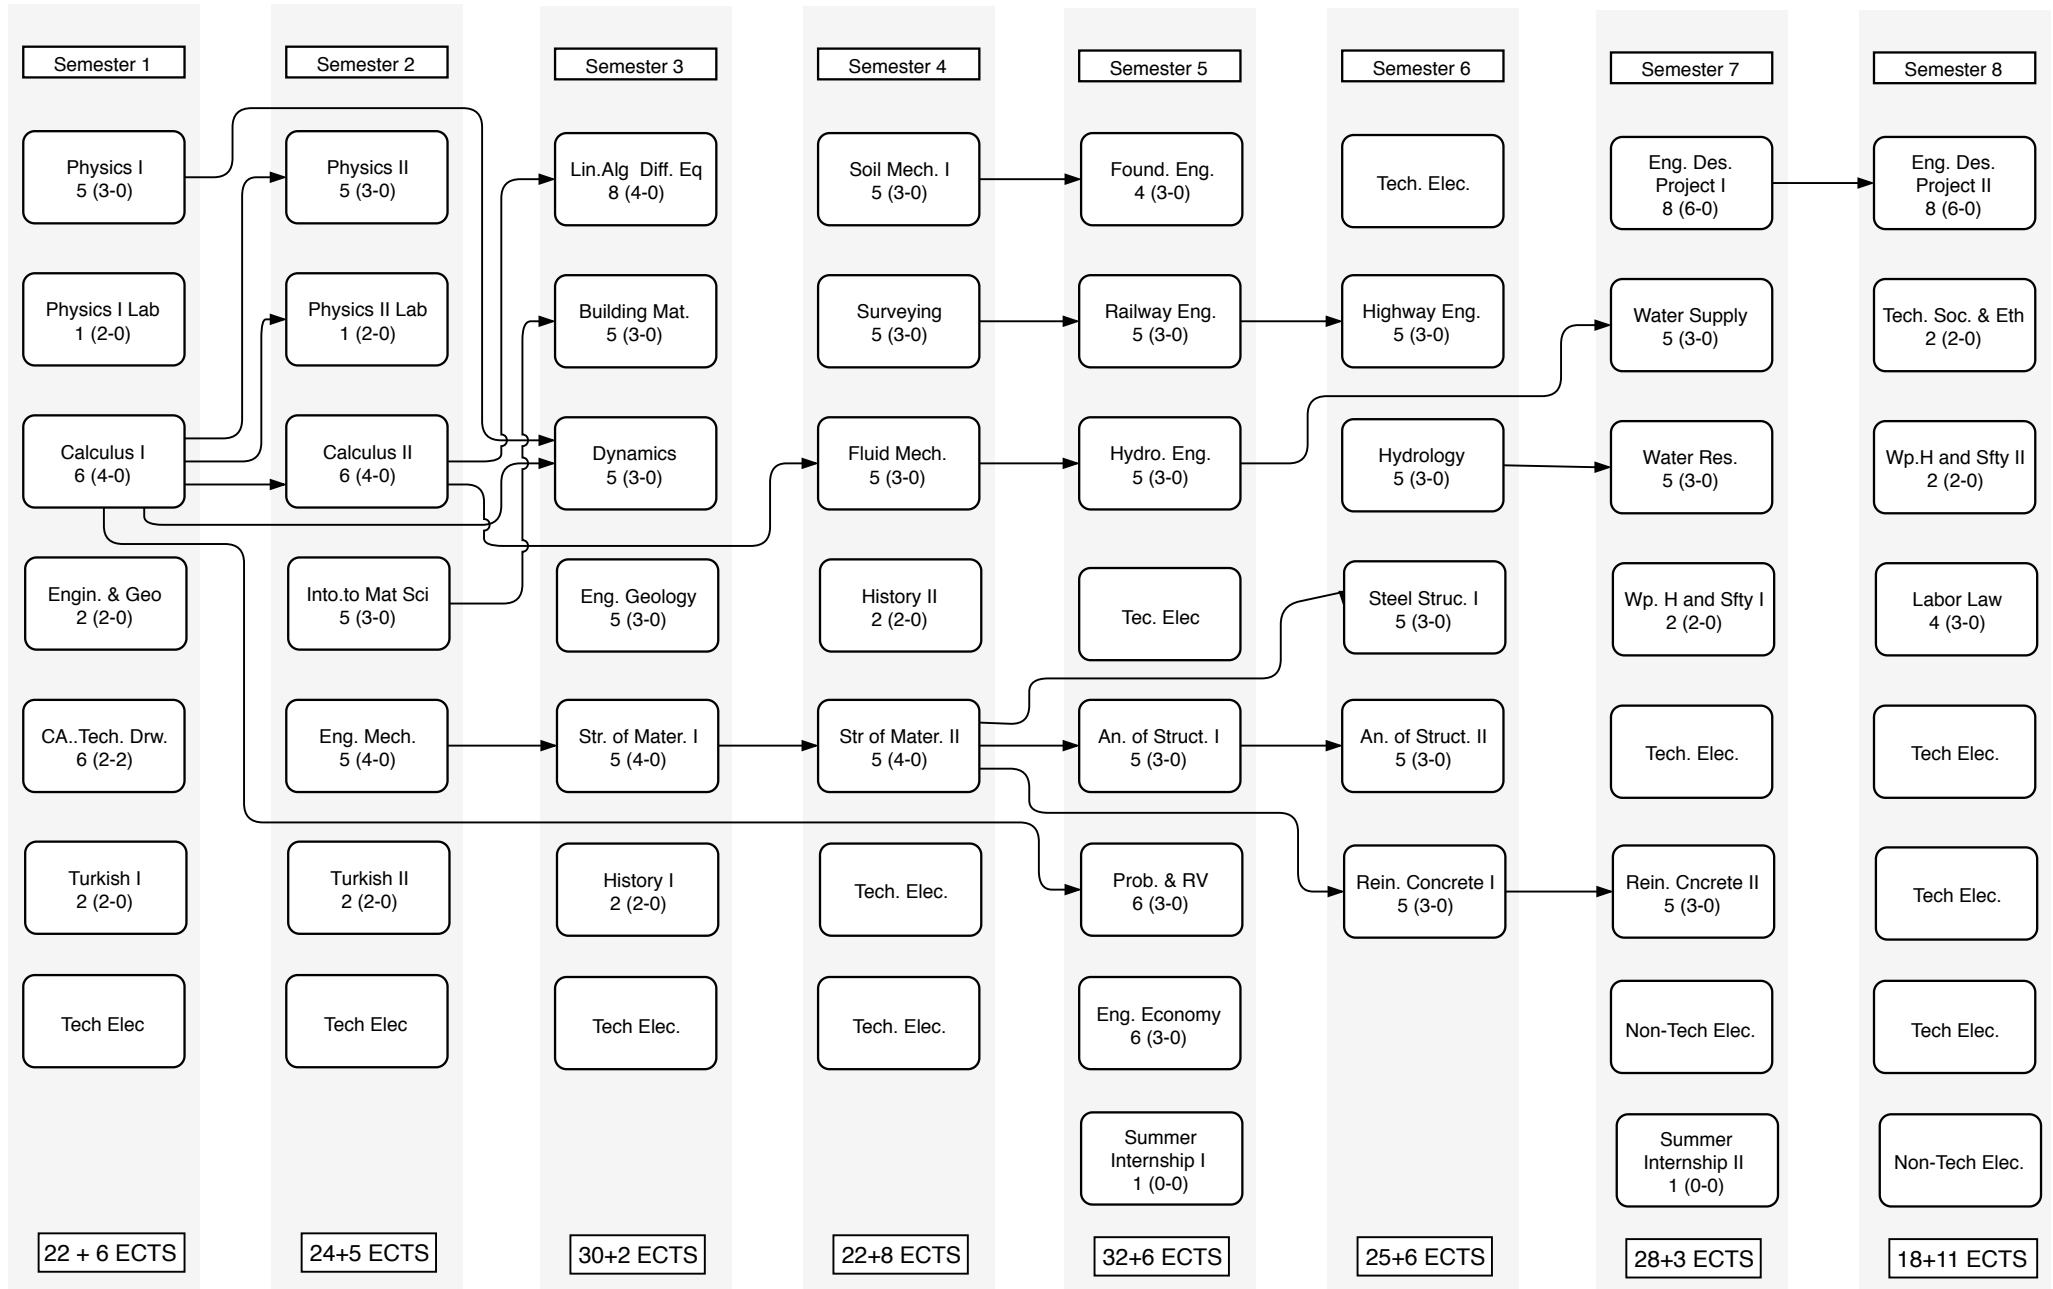 Semester 1
Semester 2
Semester 3
Semester 4
Semester 5
Semester 6
Semester 7
Semester 8
Physics I
5 (3-0)
Physics II
5 (3-0)
Lin.Alg Diff. Eq
8 (4-0)
Soil Mech. I
5 (3-0)
Found. Eng.
4 (3-0)
Tech. Elec.
Eng. Des.
Project I
8 (6-0)
Eng. Des.
Project II
8 (6-0)
Physics I Lab
1 (2-0)
Physics II Lab
1 (2-0)
Building Mat.
5 (3-0)
Surveying
5 (3-0)
Railway Eng.
5 (3-0)
Highway Eng.
5 (3-0)
Water Supply
5 (3-0)
Tech. Soc. & Eth
2 (2-0)
Calculus I
6 (4-0)
Calculus II
6 (4-0)
Dynamics
5 (3-0)
Fluid Mech.
5 (3-0)
Hydro. Eng.
5 (3-0)
Hydrology
5 (3-0)
Water Res.
5 (3-0)
Wp.H and Sfty II
2 (2-0)
Engin. & Geo
2 (2-0)
Into.to Mat Sci
5 (3-0)
Eng. Geology
5 (3-0)
History II
2 (2-0)
Tec. Elec
Steel Struc. I
5 (3-0)
Wp. H and Sfty I
2 (2-0)
Labor Law
4 (3-0)
CA..Tech. Drw.
6 (2-2)
Eng. Mech.
5 (4-0)
Str. of Mater. I
5 (4-0)
Str of Mater. II
5 (4-0)
An. of Struct. I
5 (3-0)
An. of Struct. II
5 (3-0)
Tech. Elec.
Tech Elec.
Turkish I
2 (2-0)
Turkish II
2 (2-0)
History I
2 (2-0)
Tech. Elec.
Prob. & RV
6 (3-0)
Rein. Concrete I
5 (3-0)
Rein. Cncrete II
5 (3-0)
Tech Elec.
Tech Elec
Tech Elec
Tech Elec.
Tech. Elec.
Eng. Economy
6 (3-0)
Non-Tech Elec.
Tech Elec.
Summer
Internship I
1 (0-0)
Summer
Internship II
1 (0-0)
Non-Tech Elec.
22 + 6 ECTS
24+5 ECTS
30+2 ECTS
22+8 ECTS
32+6 ECTS
25+6 ECTS
28+3 ECTS
18+11 ECTS